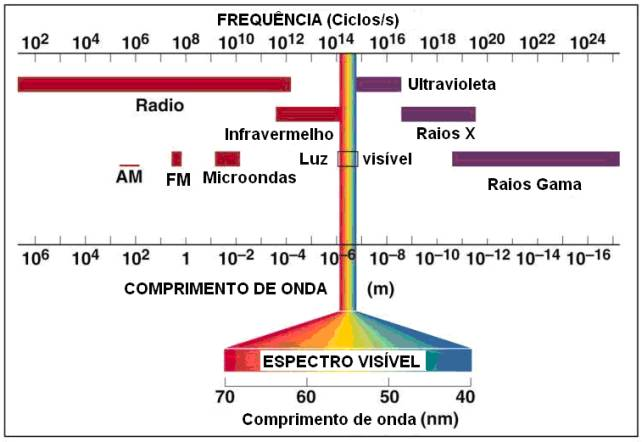 FREQUÊNCIA (Ciclos/s)
10² 10⁴ 10⁶ 10⁸ 10¹⁰ 10¹² 10¹⁴ 10¹⁶ 10¹⁸ 10²⁰ 10²² 10²⁴
Ultravioleta
Radio
Infravermelho Raios X
Luz visível
AM FM Microondas Raios Gama
10⁶ 10⁴ 10² 1 10⁻² 10⁻⁴ 10⁻⁶ 10⁻⁸ 10⁻¹⁰ 10⁻¹² 10⁻¹⁴ 10⁻¹⁶
COMPRIMENTO DE ONDA (m)
ESPECTRO VISÍVEL
70 60 50 40
Comprimento de onda (nm)